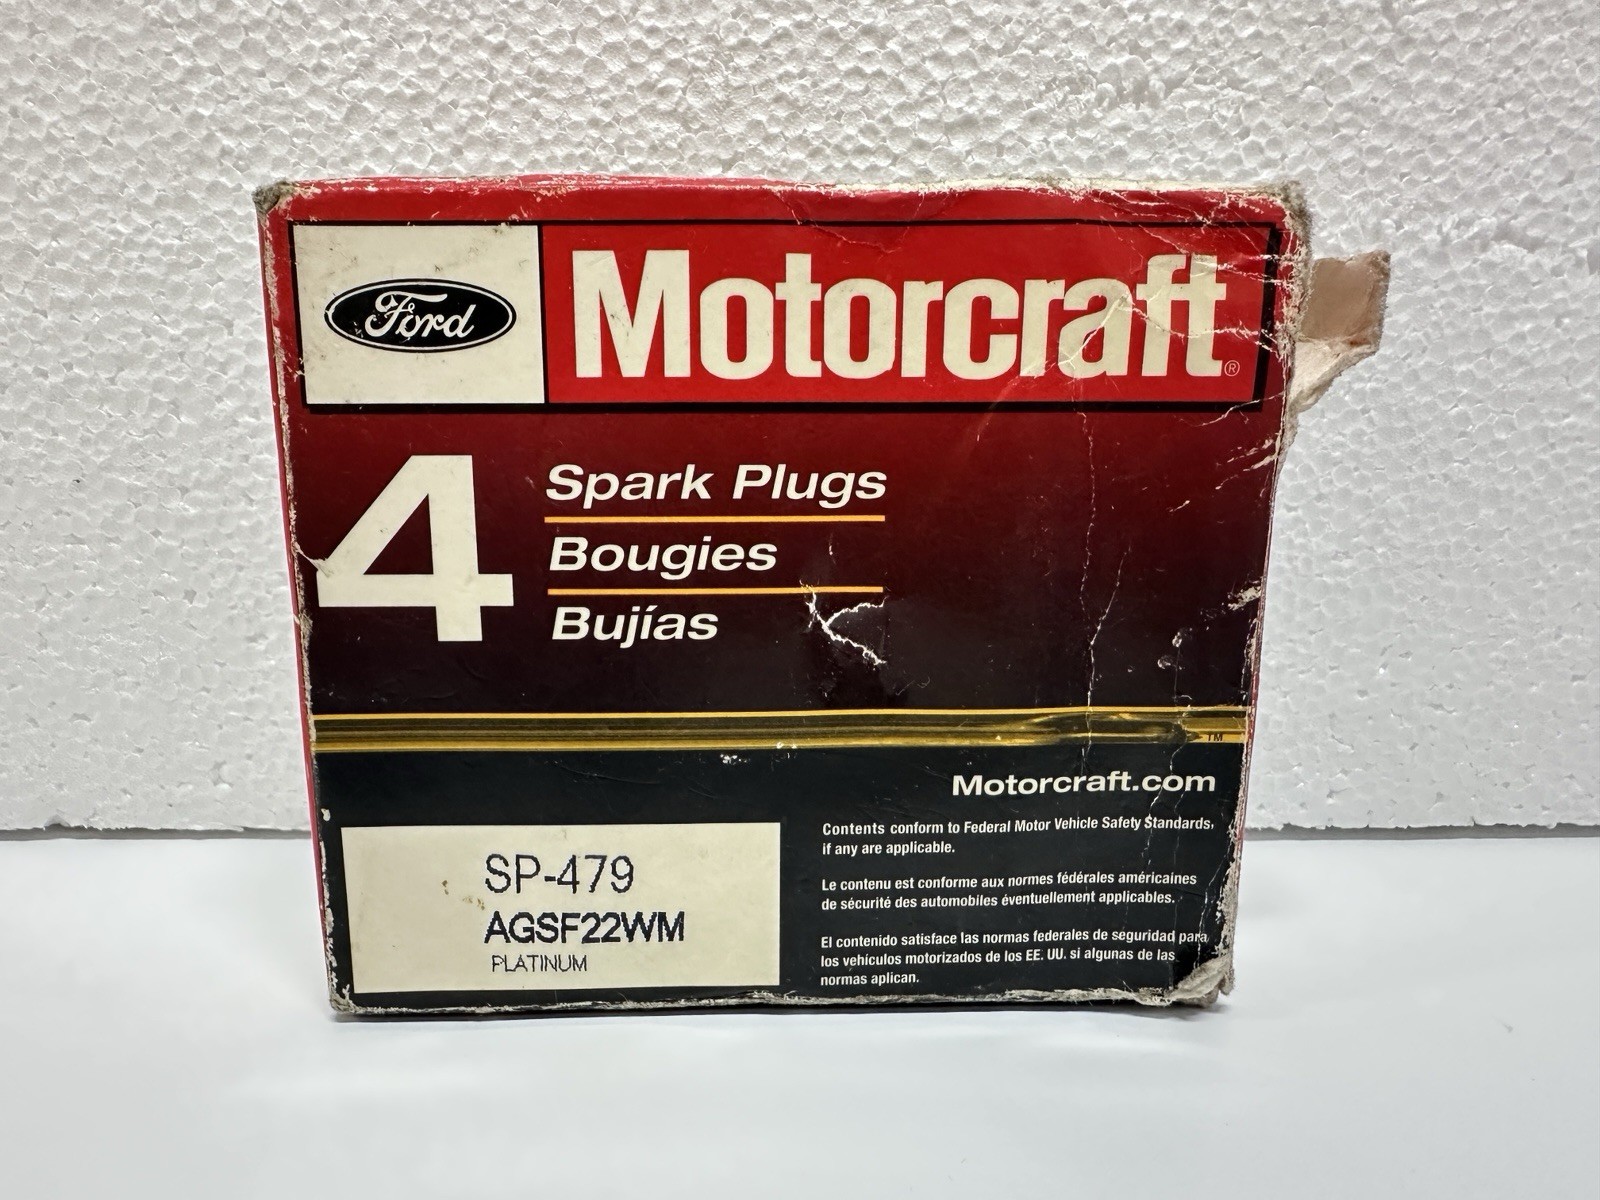 Ford
Motorcraft®
4
Spark Plugs
Bougies
Bujías
TM
Motorcraft.com
Contents conform to Federal Motor Vehicle Safety Standards,
if any are applicable.
Le contenu est conforme aux normes fédérales américaines
de sécurité des automobiles éventuellement applicables.
El contenido satisface las normas federales de seguridad para
los vehículos motorizados de los EE. UU. si algunas de las
normas aplican.
SP-479
AGSF22WM
PLATINUM